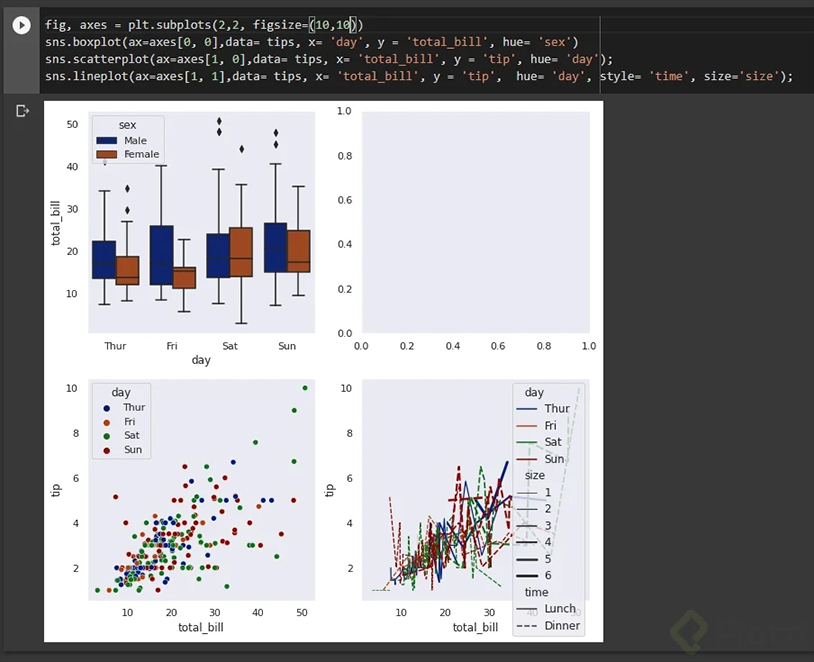 fig, axes = plt.subplots(2,2, figsize=(10,10))
sns.boxplot(ax=axes[0, 0],data= tips, x= 'day', y = 'total_bill', hue= 'sex')
sns.scatterplot(ax=axes[1, 0],data= tips, x= 'total_bill', y = 'tip', hue= 'day');
sns.lineplot(ax=axes[1, 1],data= tips, x= 'total_bill', y = 'tip',  hue= 'day', style= 'time', size='size');
sex
Male
Female
50
40
30
20
10
total_bill
Thur Fri Sat Sun
day
1.0
0.8
0.6
0.4
0.2
0.0
0.0 0.2 0.4 0.6 0.8 1.0
day
Thur
Fri
Sat
Sun
10
8
6
4
2
tip
10 20 30 40 50
total_bill
10
8
6
4
2
tip
day
Thur
Fri
Sat
Sun
size
1
2
3
4
5
6
time
Lunch
Dinner
10 20 30 40 50
total_bill